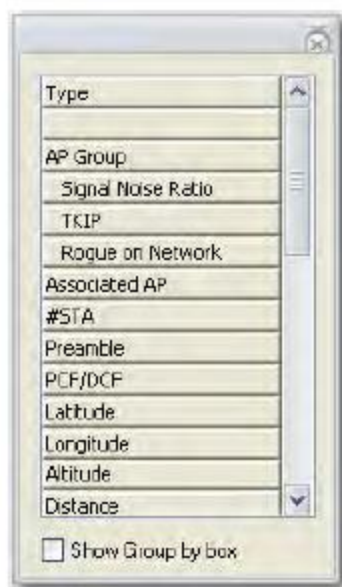 Type
AP Group
Signal Noise Ratio
TKIP
Rogue on Network
Associated AP
#STA
Preamble
PCF/DCF
Latitude
Longitude
Altitude
Distance
Show Group by box